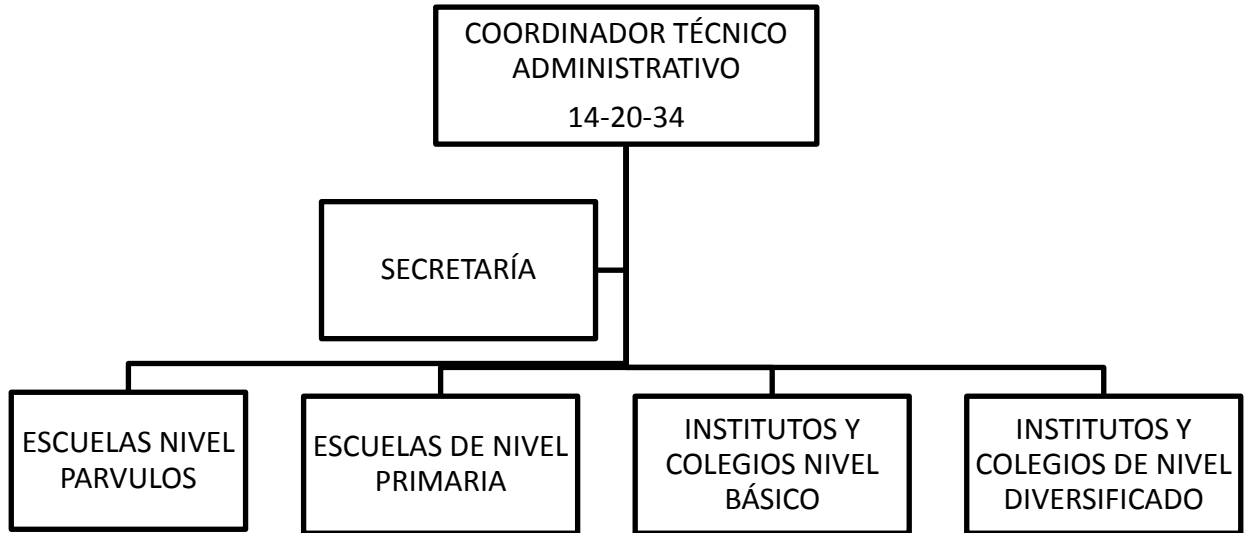 COORDINADOR TÉCNICO
ADMINISTRATIVO
14-20-34
SECRETARÍA
ESCUELAS NIVEL
PARVULOS
ESCUELAS DE NIVEL
PRIMARIA
INSTITUTOS Y
COLEGIOS NIVEL
BÁSICO
INSTITUTOS Y
COLEGIOS DE NIVEL
DIVERSIFICADO